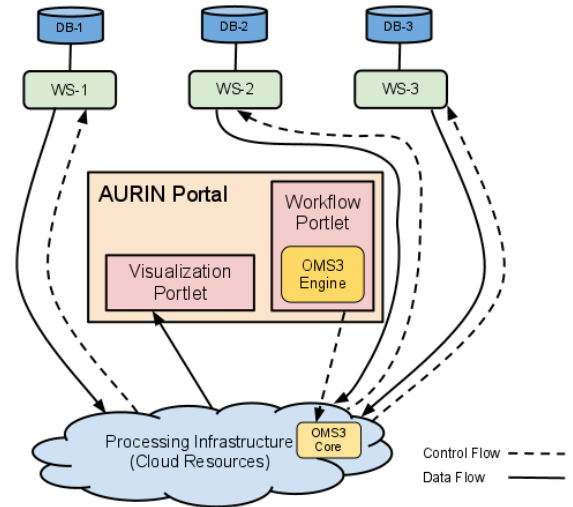 DB-1
DB-2
DB-3
WS-1
WS-2
WS-3
AURIN Portal
Workflow
Portlet
OMS3
Engine
Visualization
Portlet
Processing Infrastructure
(Cloud Resources)
OMS3
Core
Control Flow
Data Flow